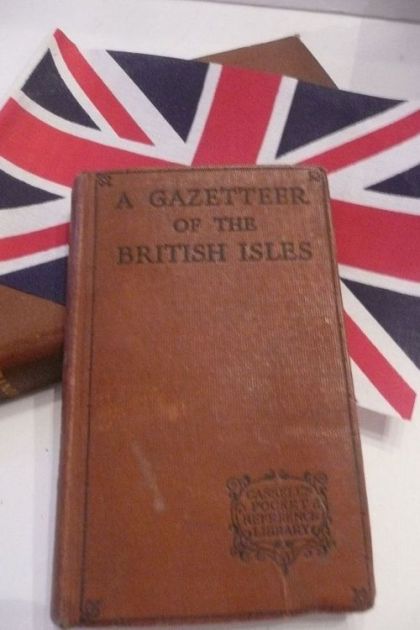 A GAZETTEER
OF THE
BRITISH ISLES
CASSELL'S
POCKET
REFERENCE
LIBRARY